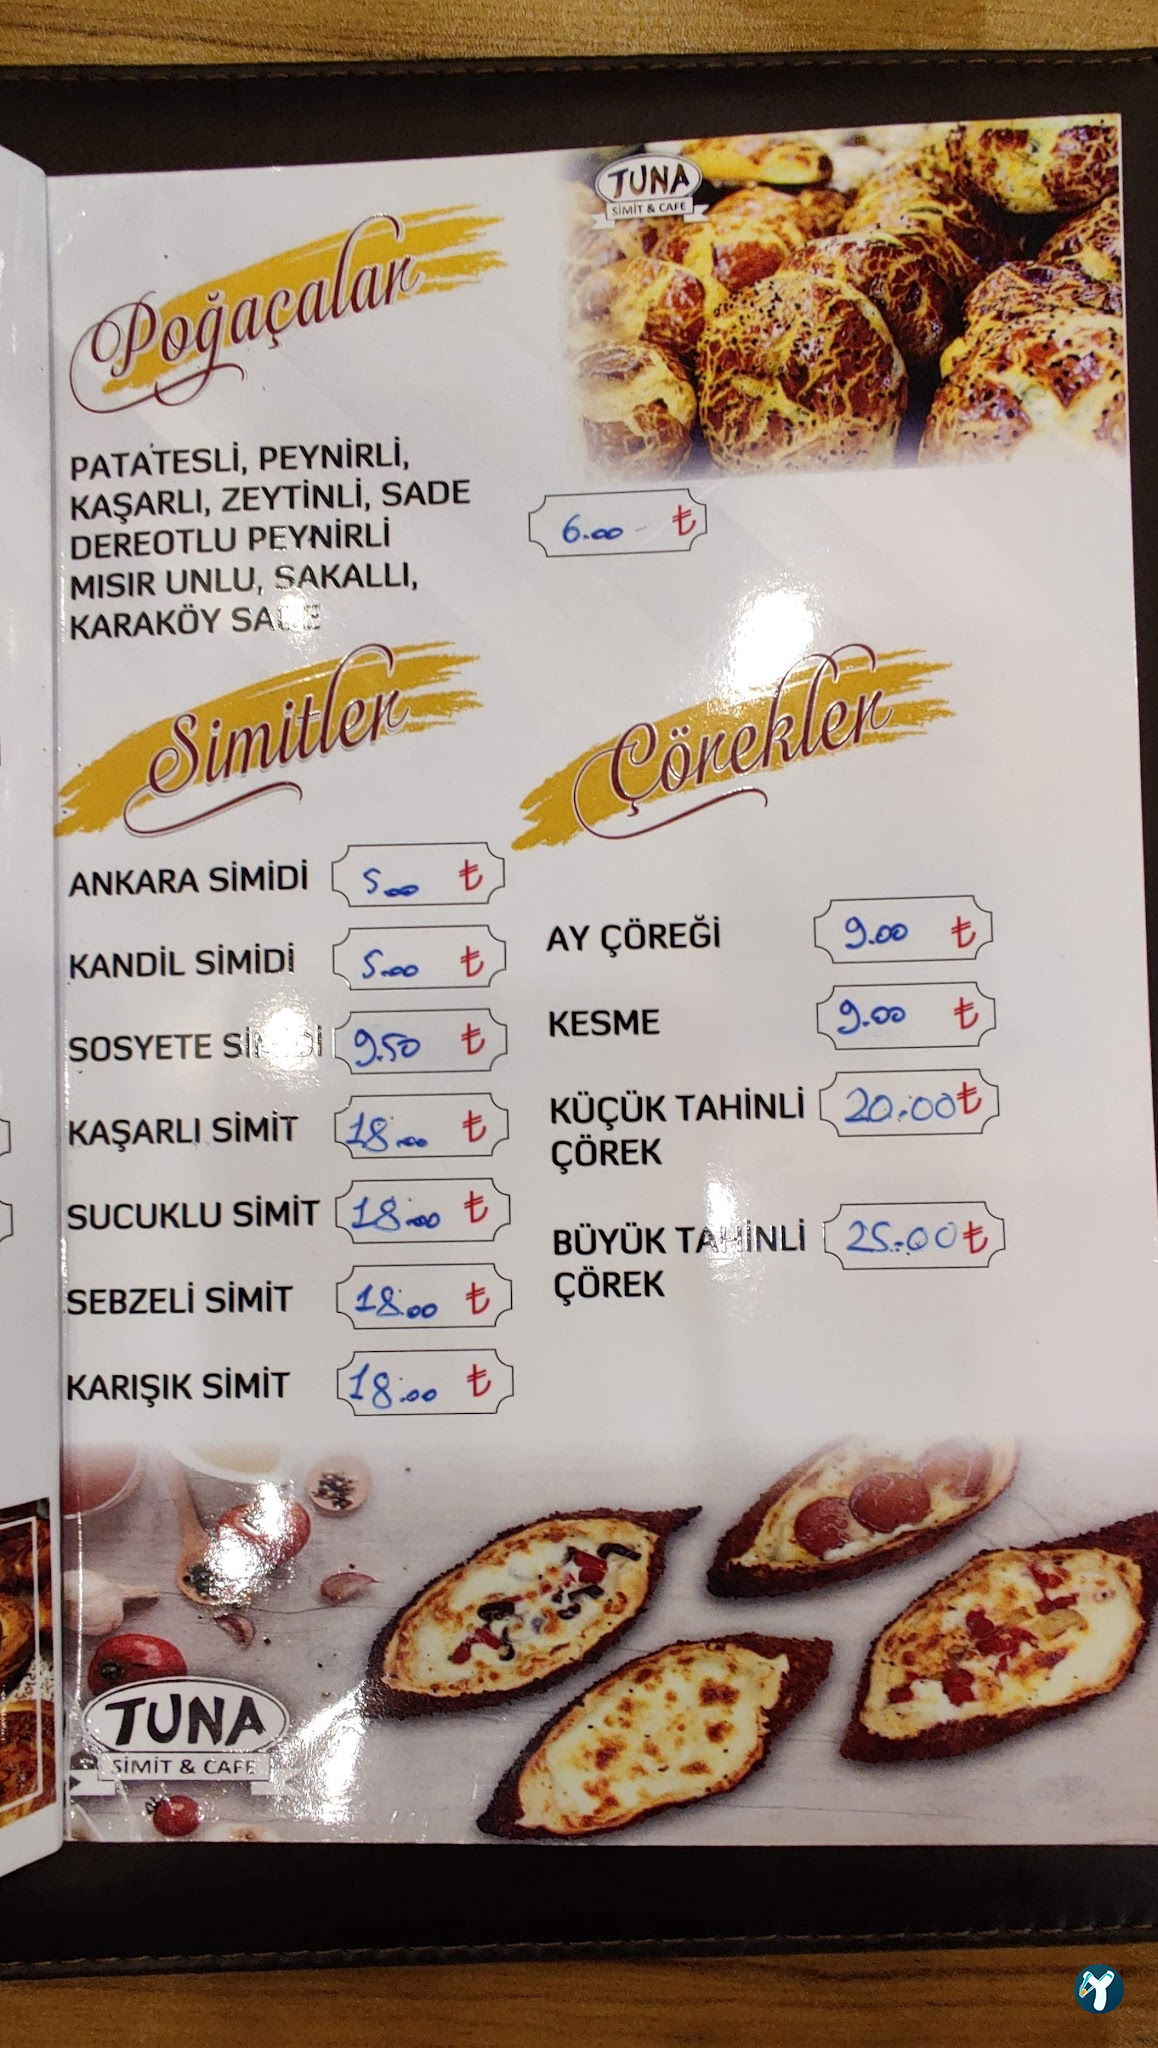 TUNA
SİMİT & CAFE
Poğaçalar
PATATESLİ, PEYNİRLİ,
KAŞARLI, ZEYTİNLİ, SADE
DEREOTLU PEYNİRLİ
MISIR UNLU, SAKALLI,
KARAKÖY SADE
6.00 - ₺
Simitler
ANKARA SİMİDİ 5.00 ₺
KANDİL SİMİDİ 5.00 ₺
SOSYETE SİMİDİ 9.50 ₺
KAŞARLI SİMİT 18.00 ₺
SUCUKLU SİMİT 18.00 ₺
SEBZELİ SİMİT 18.00 ₺
KARIŞIK SİMİT 18.00 ₺
Çörekler
AY ÇÖREĞİ 9.00 ₺
KESME 9.00 ₺
KÜÇÜK TAHİNLİ 20.00 ₺
ÇÖREK
BÜYÜK TAHİNLİ 25.00 ₺
ÇÖREK
TUNA
SİMİT & CAFE